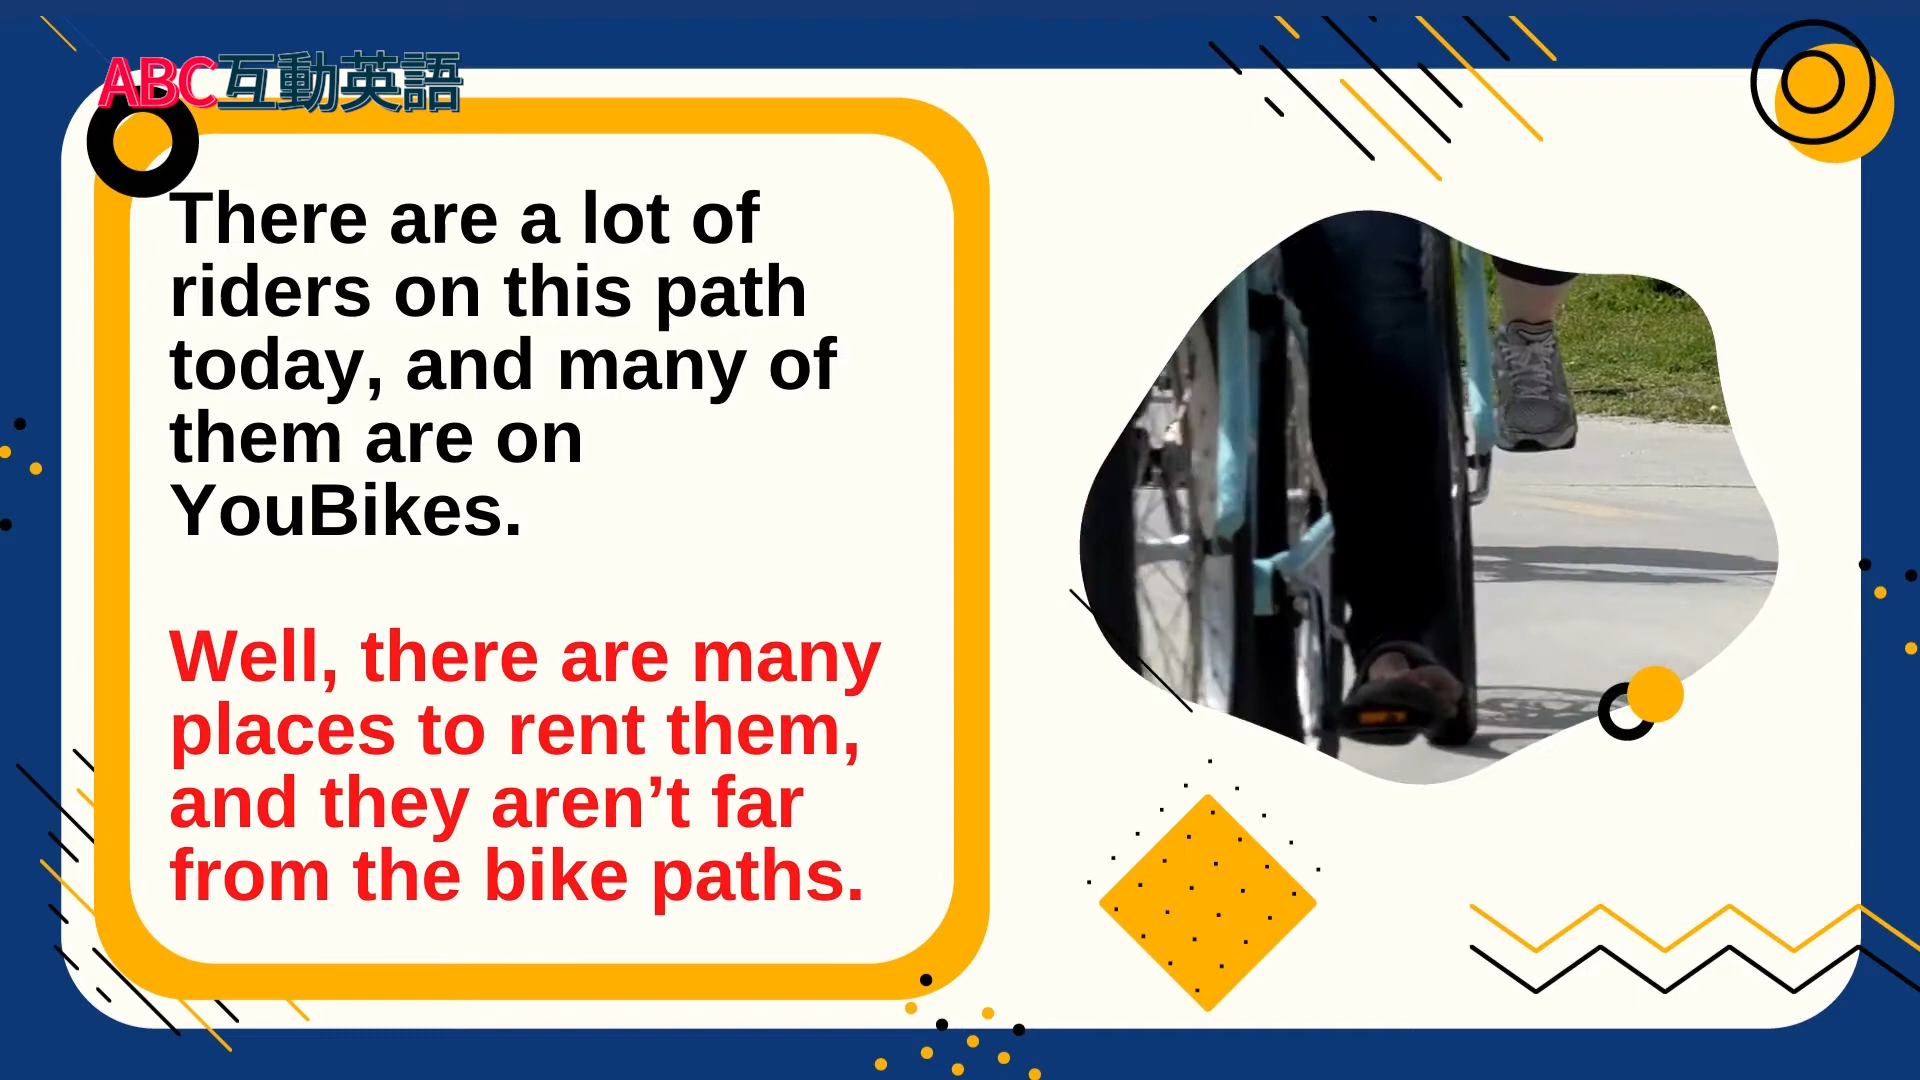 ABC互動英語
There are a lot of
riders on this path
today, and many of
them are on
YouBikes.
Well, there are many
places to rent them,
and they aren’t far
from the bike paths.